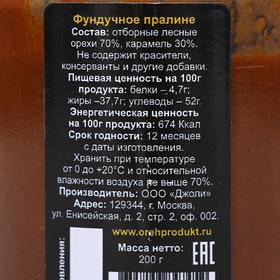 Фундучное пралине
Состав: отборные лесные
орехи 70%, карамель 30%.
Не содержит красители,
консерванты и другие добавки.
Пищевая ценность на 100г
продукта: белки – 4,7г;
жиры –37,7г; углеводы – 52г.
Энергетическая ценность
на 100г продукта: 674 Ккал
Срок годности: 12 месяцев
с даты изготовления.
Хранить при температуре
от 0 до +20°С и относительной
влажности воздуха не выше 70%.
Производитель: ООО «Джоли»
Адрес: 129344, г. Москва,
ул. Енисейская, д. 2, стр. 2, оф. 002.
www.orehprodukt.ru
Масса нетто:
200 г
EAC